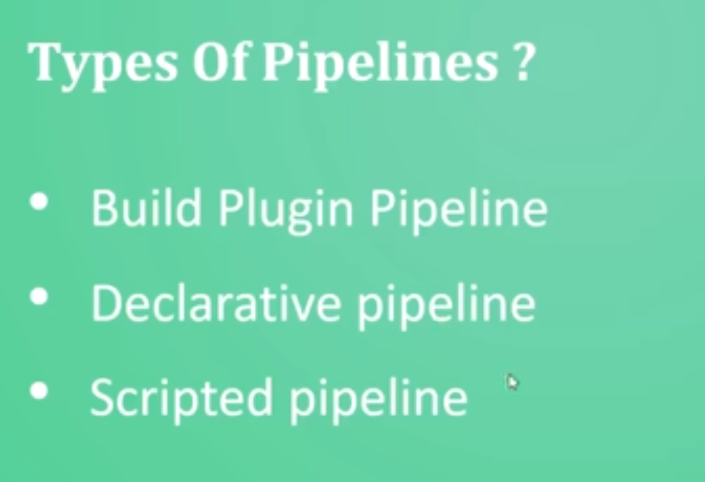 Types Of Pipelines ?
• Build Plugin Pipeline
• Declarative pipeline
• Scripted pipeline